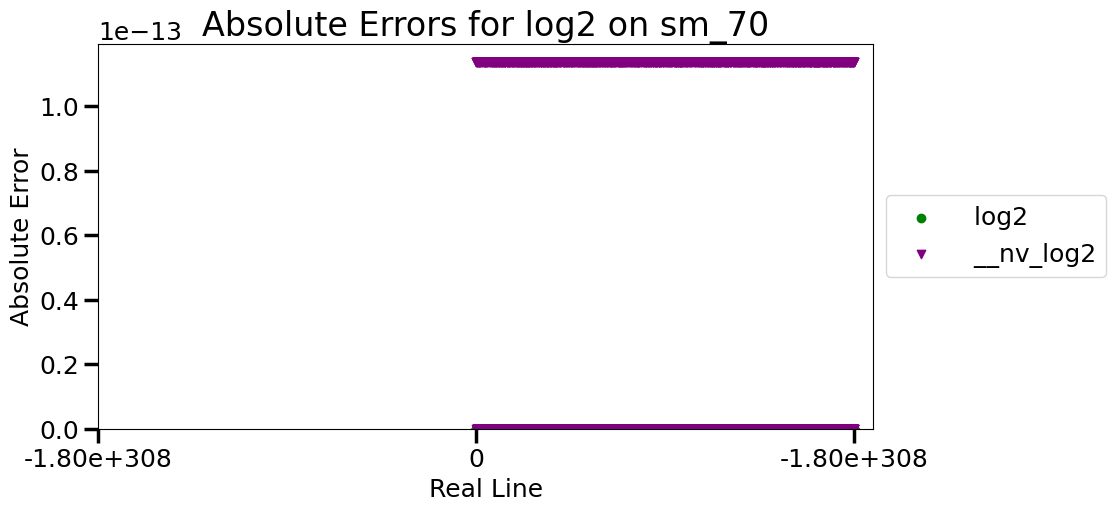 Absolute Errors for log2 on sm_70
1e−13
Absolute Error
1.0
0.8
0.6
0.4
0.2
0.0
-1.80e+308
0
-1.80e+308
Real Line
log2
__nv_log2